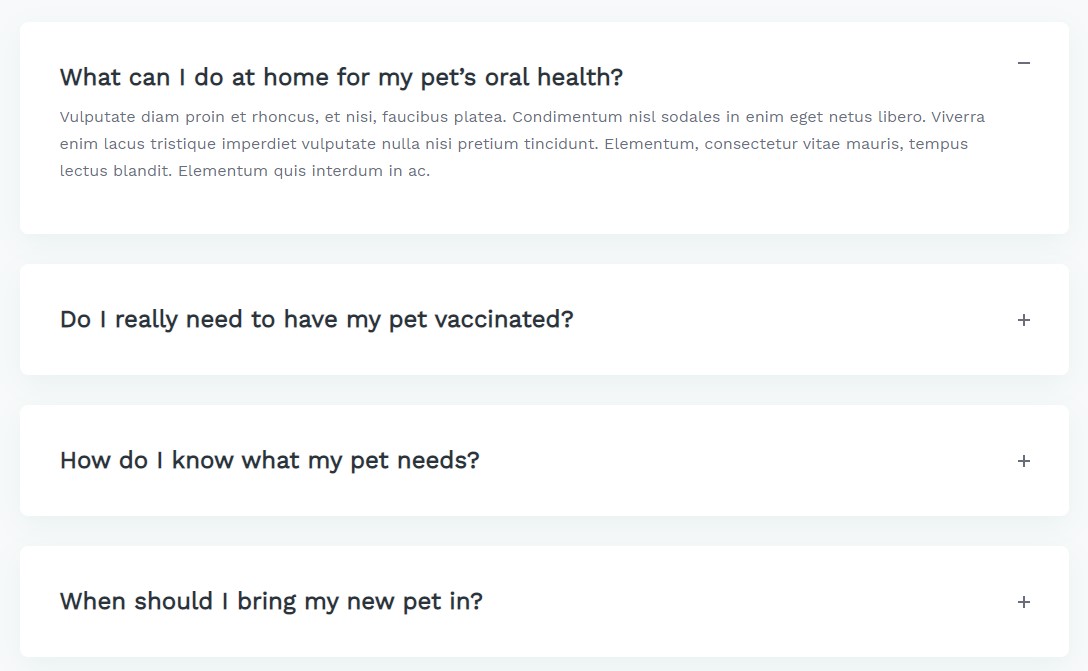 What can I do at home for my pet’s oral health?
Vulputate diam proin et rhoncus, et nisi, faucibus platea. Condimentum nisl sodales in enim eget netus libero. Viverra
enim lacus tristique imperdiet vulputate nulla nisi pretium tincidunt. Elementum, consectetur vitae mauris, tempus
lectus blandit. Elementum quis interdum in ac.
Do I really need to have my pet vaccinated?
How do I know what my pet needs?
When should I bring my new pet in?